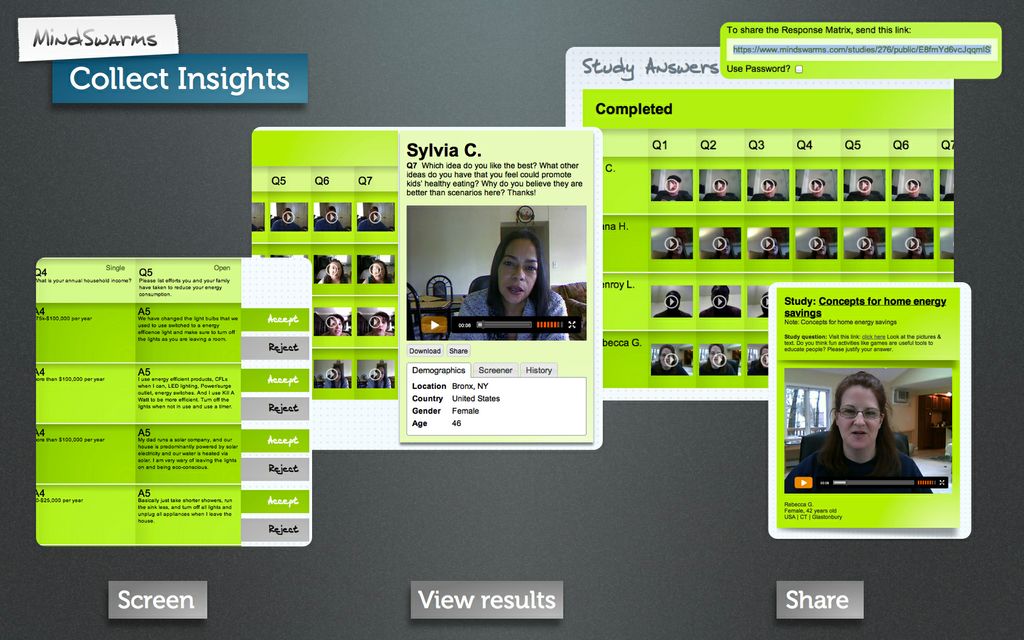 MindSwarms
Collect Insights
To share the Response Matrix, send this link:
https://www.mindswarms.com/studies/276/public/E8fmYd6vcJqqmlS
Use Password?
Study Answers
Completed
Q1 Q2 Q3 Q4 Q5 Q6 Q7
C.
na H.
enroy L.
becca G.
Q5 Q6 Q7
Sylvia C.
Q7 Which idea do you like the best? What other
ideas do you have that you feel could promote
kids' healthy eating? Why do you believe they are
better than scenarios here? Thanks!
00:06
Download Share
Demographics Screener History
Location Bronx, NY
Country United States
Gender Female
Age 46
Single Open
Q4 Q5
hat is your annual household income? Please list efforts you and your family
have taken to reduce your energy
consumption.
A4 A5
75k-$100,000 per year We have changed the light bulbs that we
used to use switched to a energy
efficence light and make sure to turn off
the lights as you are leaving a room.
Accept
Reject
A4 A5
ore than $100,000 per year I use energy efficient products, CFLs
when I can, LED lighting, Power/surge
outlet, energy switches. And I use Kil A
Watt to be more efficient. Turn off the
lights when not in use and use a timer.
Accept
Reject
A4 A5
ore than $100,000 per year My dad runs a solar company, and our
house is predominantly powered by solar
electricity and our water is heated via
solar. I am very wary of leaving the lights
on and being eco-conscious.
Accept
Reject
A4 A5
0-$25,000 per year Basically just take shorter showers, run
the sink less, and turn off all lights and
unplug all appliances when I leave the
house.
Accept
Reject
Study: Concepts for home energy
savings
Note: Concepts for home energy savings
Study question: Visit this link: click here Look at the pictures &
text. Do you think fun activities like games are useful tools to
educate people? Please justify your answer.
Rebecca G.
Female, 42 years old
USA | CT | Glastonbury
Screen
View results
Share